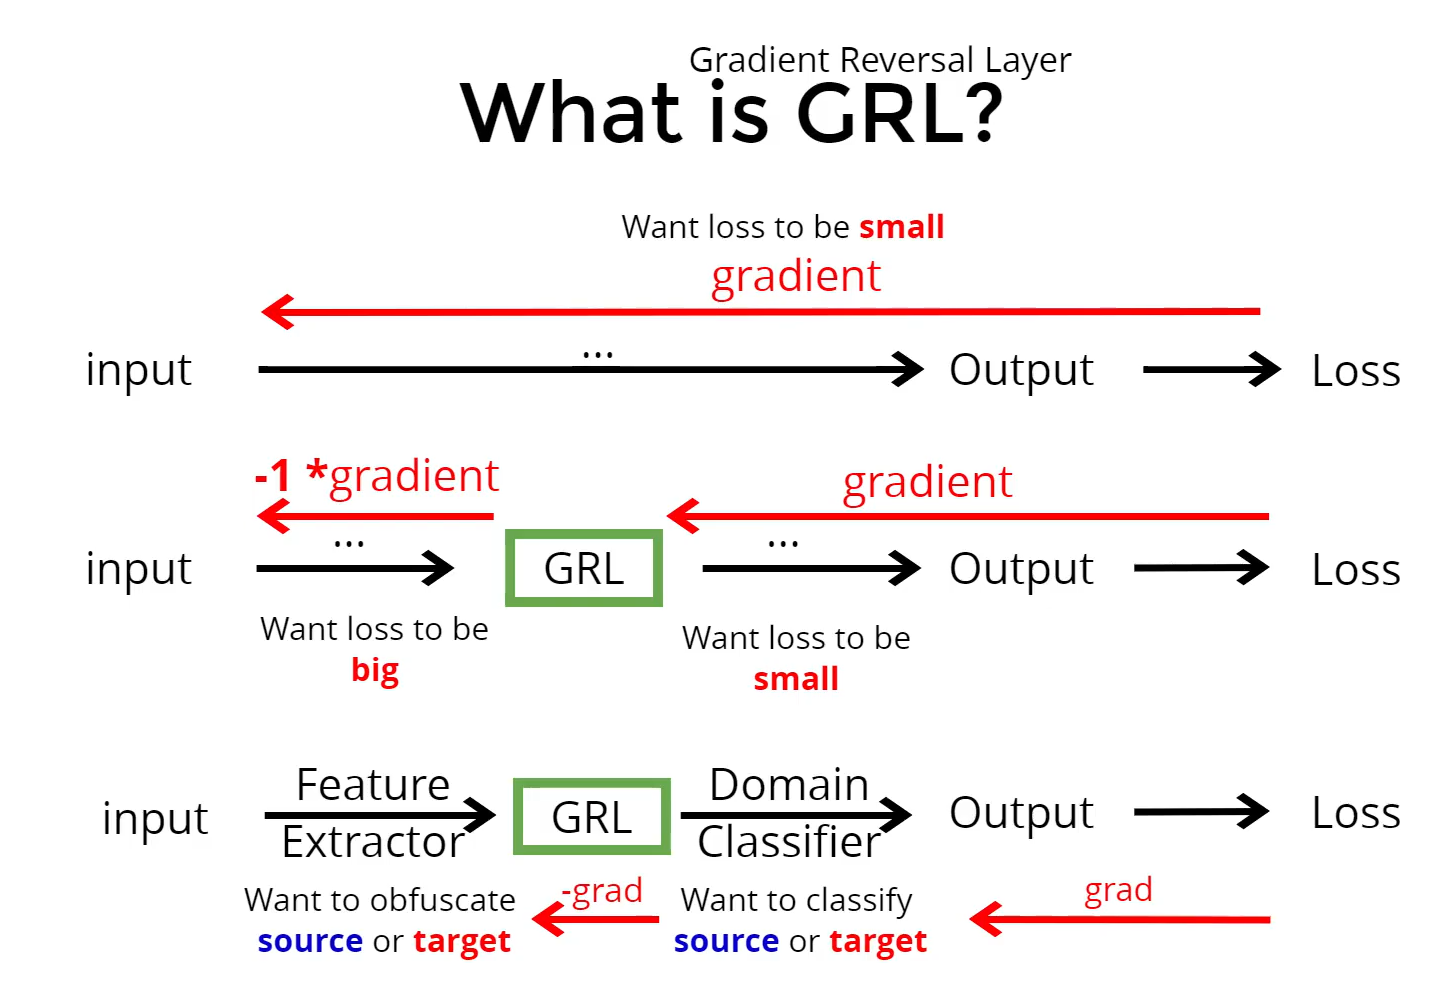 Gradient Reversal Layer
What is GRL?
Want loss to be small
gradient
input
...
Output
Loss
-1 *gradient
gradient
input
...
GRL
...
Output
Loss
Want loss to be
big
Want loss to be
small
input
Feature
Extractor
GRL
Domain
Classifier
Output
Loss
Want to obfuscate
source or target
-grad
Want to classify
source or target
grad